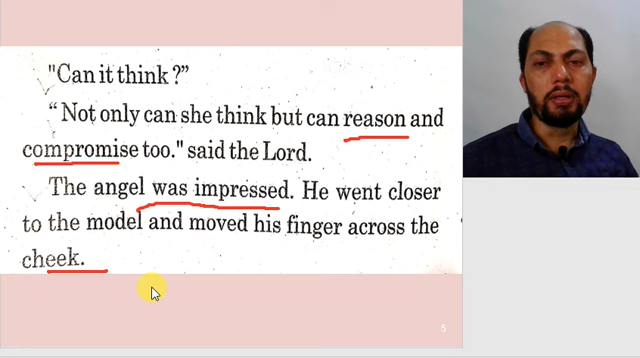 "Can it think ?”
“Not only can she think but can reason and
compromise too." said the Lord.
The angel was impressed. He went closer
to the model and moved his finger across the
cheek.
5